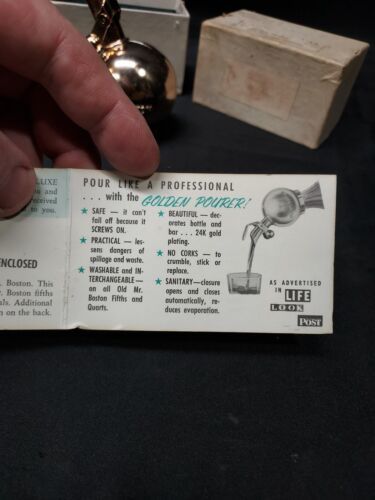 LUXE
and
received
to you.
ENCLOSED
. Boston. This
Boston fifths
als. Additional
n on the back.
POUR LIKE A PROFESSIONAL
. . . with the GOLDEN POURER!
★ SAFE — it can't
fall off because it
SCREWS ON.
★ PRACTICAL — les-
sens dangers of
spillage and waste.
★ WASHABLE and IN-
TERCHANGEABLE —
on all Old Mr.
Boston Fifths and
Quarts.
★ BEAUTIFUL — dec-
orates bottle and
bar . . . 24K gold
plating.
★ NO CORKS — to
crumble, stick or
replace.
★ SANITARY—closure
opens and closes
automatically, re-
duces evaporation.
AS ADVERTISED
IN LIFE
LOOK
POST